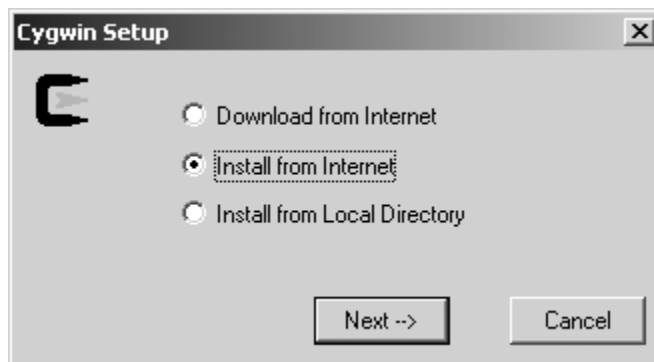 Cygwin Setup
Download from Internet
Install from Internet
Install from Local Directory
Next -->
Cancel